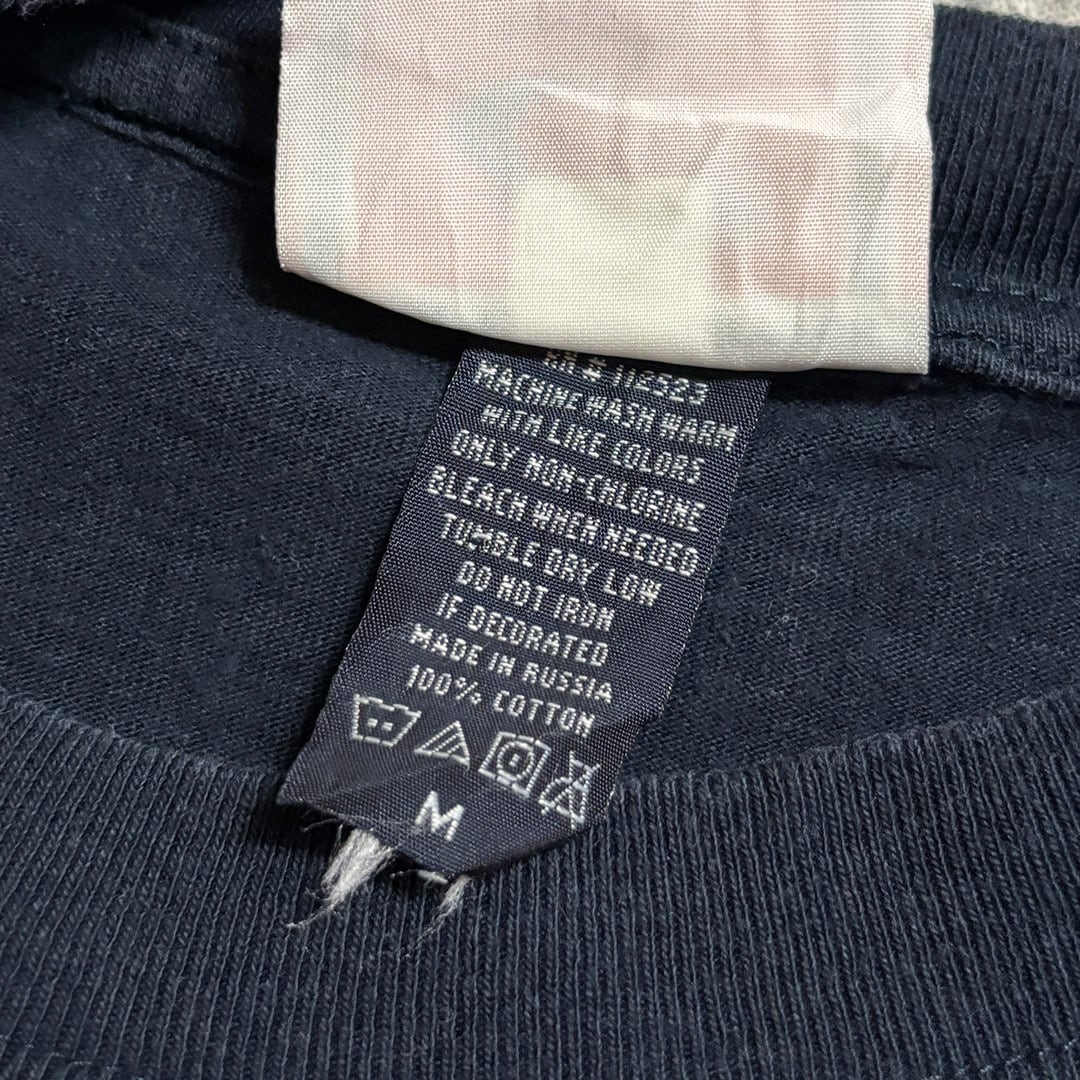 RN # 112323
MACHINE WASH WARM
WITH LIKE COLORS
ONLY NON-CHLORINE
BLEACH WHEN NEEDED
TUMBLE DRY LOW
DO NOT IRON
IF DECORATED
MADE IN RUSSIA
100% COTTON
M